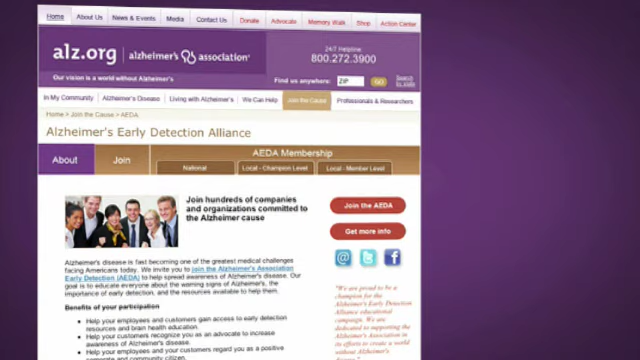 Home About Us News & Events Media Contact Us Donate Advocate Memory Walk Shop Action Center
alz.org alzheimer's association®
24/7 Helpline
800.272.3900
Our vision is a world without Alzheimer's
Find us anywhere: ZIP GO Search
In My Community Alzheimer's Disease Living with Alzheimer's We Can Help Join the Cause Professionals & Researchers
Home > Join the Cause > AEDA
Alzheimer's Early Detection Alliance
About Join AEDA Membership
National Local - Champion Level Local - Member Level
Join hundreds of companies
and organizations committed to
the Alzheimer cause
Join the AEDA
Get more info
Alzheimer's disease is fast becoming one of the greatest medical challenges
facing Americans today. We invite you to join the Alzheimer's Association
Early Detection (AEDA) to help spread awareness of Alzheimer's disease. Our
goal is to educate everyone about the warning signs of Alzheimer's, the
importance of early detection, and the resources available to help them.
Benefits of your participation
Help your employees and customers gain access to early detection
resources and brain health education.
Help your customers recognize you as an advocate to increase
awareness of Alzheimer's disease.
Help your employees and your customers regard you as a positive
"We are proud to be a
champion for the
Alzheimer's Early Detection
Alliance educational
campaign. We are
dedicated to supporting the
Alzheimer's Association in
its efforts to create a world
without Alzheimer's